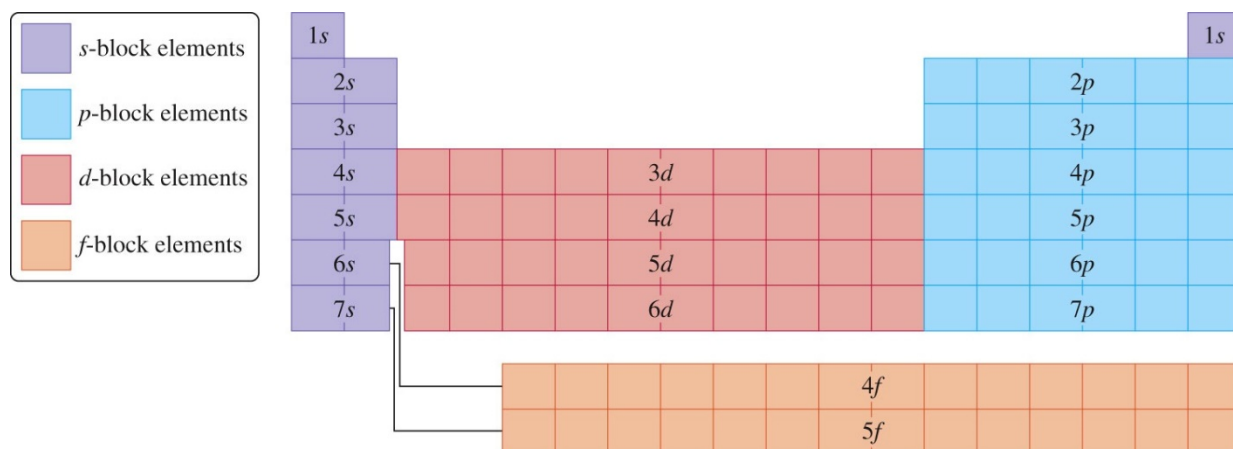 s-block elements
p-block elements
d-block elements
f-block elements
1s 1s
2s 2p
3s 3p
4s 3d 4p
5s 4d 5p
6s 5d 6p
7s 6d 7p
4f
5f